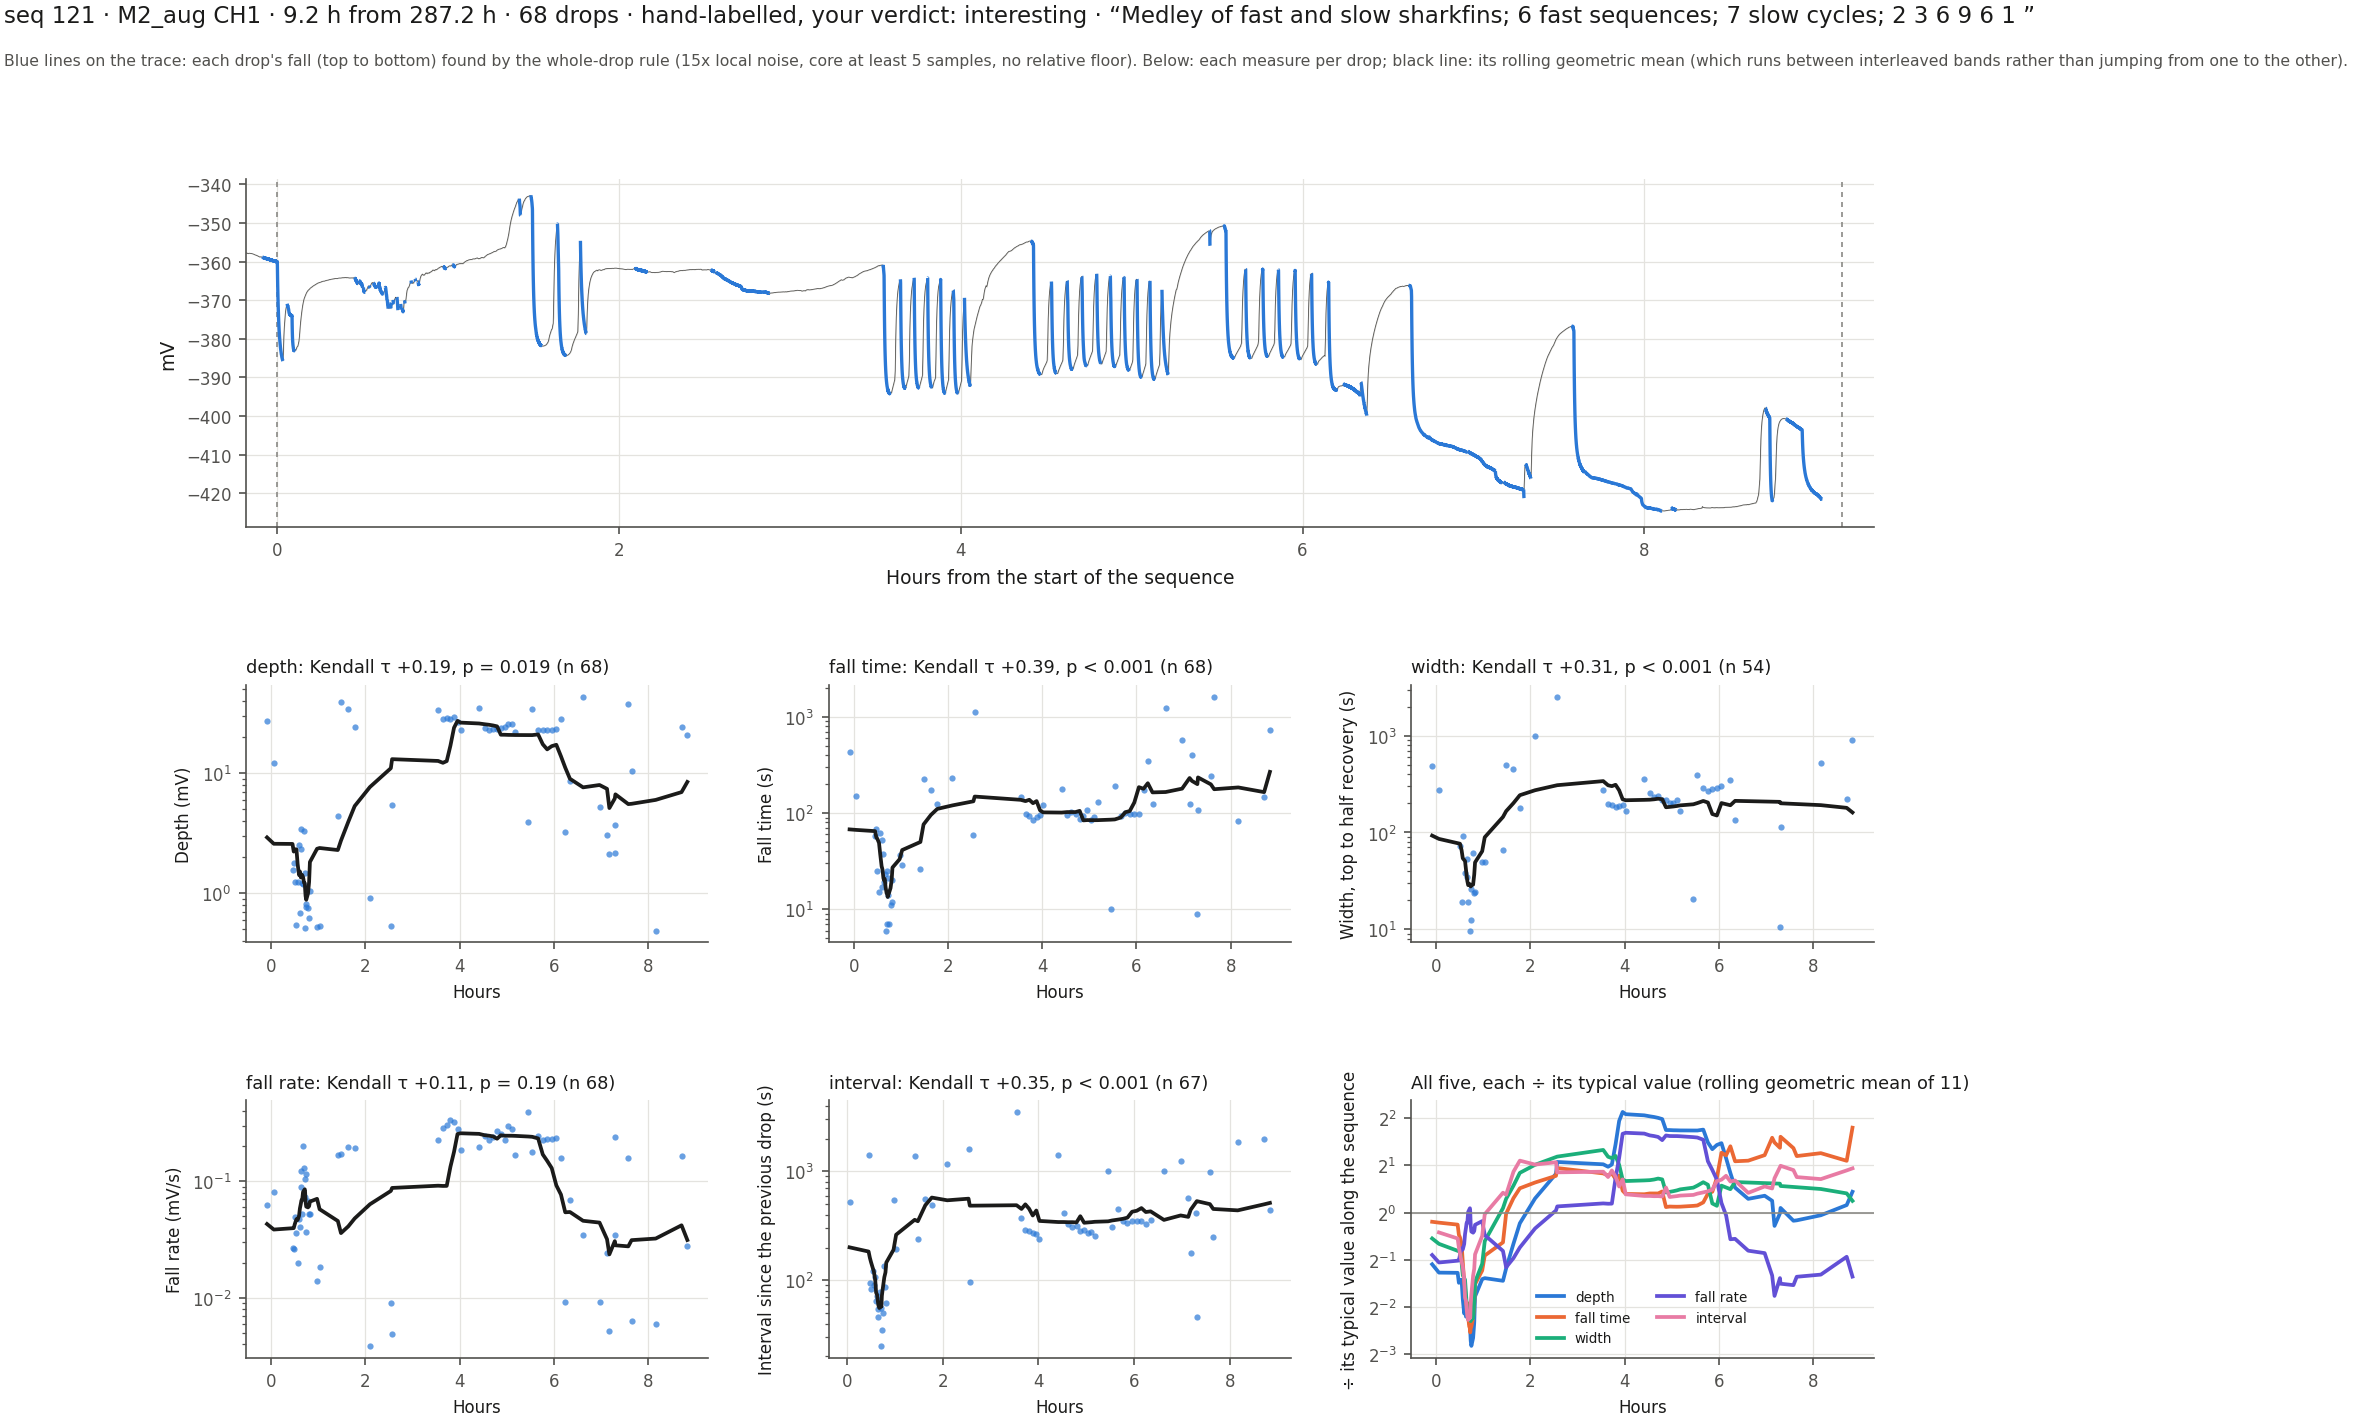 seq 121 · M2_aug CH1 · 9.2 h from 287.2 h · 68 drops · hand-labelled, your verdict: interesting · “Medley of fast and slow sharkfins; 6 fast sequences; 7 slow cycles; 2 3 6 9 6 1 ”
Blue lines on the trace: each drop's fall (top to bottom) found by the whole-drop rule (15x local noise, core at least 5 samples, no relative floor). Below: each measure per drop; black line: its rolling geometric mean (which runs between interleaved bands rather than jumping from one to the other).
−340
−350
−360
−370
−380
−390
−400
−410
−420
mV
0 2 4 6 8
Hours from the start of the sequence
depth: Kendall τ +0.19, p = 0.019 (n 68)
10¹
10⁰
Depth (mV)
0 2 4 6 8
Hours
fall time: Kendall τ +0.39, p < 0.001 (n 68)
10³
10²
10¹
Fall time (s)
0 2 4 6 8
Hours
width: Kendall τ +0.31, p < 0.001 (n 54)
10³
10²
10¹
Width, top to half recovery (s)
0 2 4 6 8
Hours
fall rate: Kendall τ +0.11, p = 0.19 (n 68)
10⁻¹
10⁻²
Fall rate (mV/s)
0 2 4 6 8
Hours
interval: Kendall τ +0.35, p < 0.001 (n 67)
10³
10²
Interval since the previous drop (s)
0 2 4 6 8
Hours
All five, each ÷ its typical value (rolling geometric mean of 11)
2²
2¹
2⁰
2⁻¹
2⁻²
2⁻³
÷ its typical value along the sequence
depth
fall time
width
fall rate
interval
0 2 4 6 8
Hours